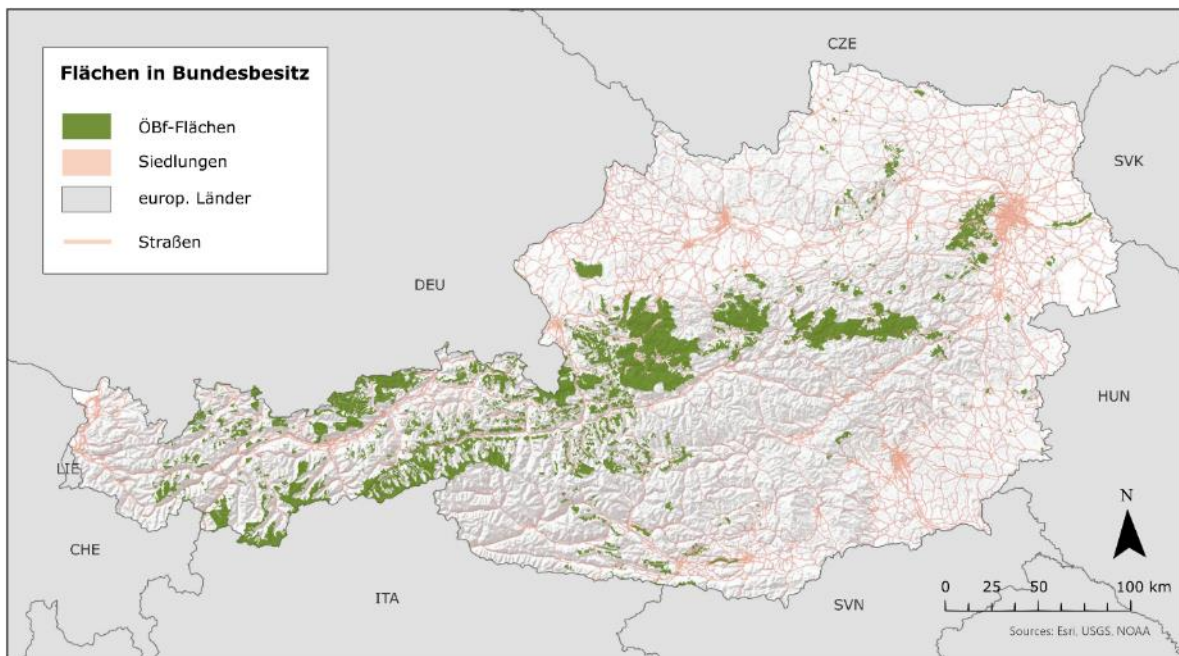 Flächen in Bundesbesitz
ÖBf-Flächen
Siedlungen
europ. Länder
Straßen
CZE
SVK
DEU
HUN
LIE
CHE
ITA
SVN
N
0 25 50 100 km
Sources: Esri, USGS, NOAA